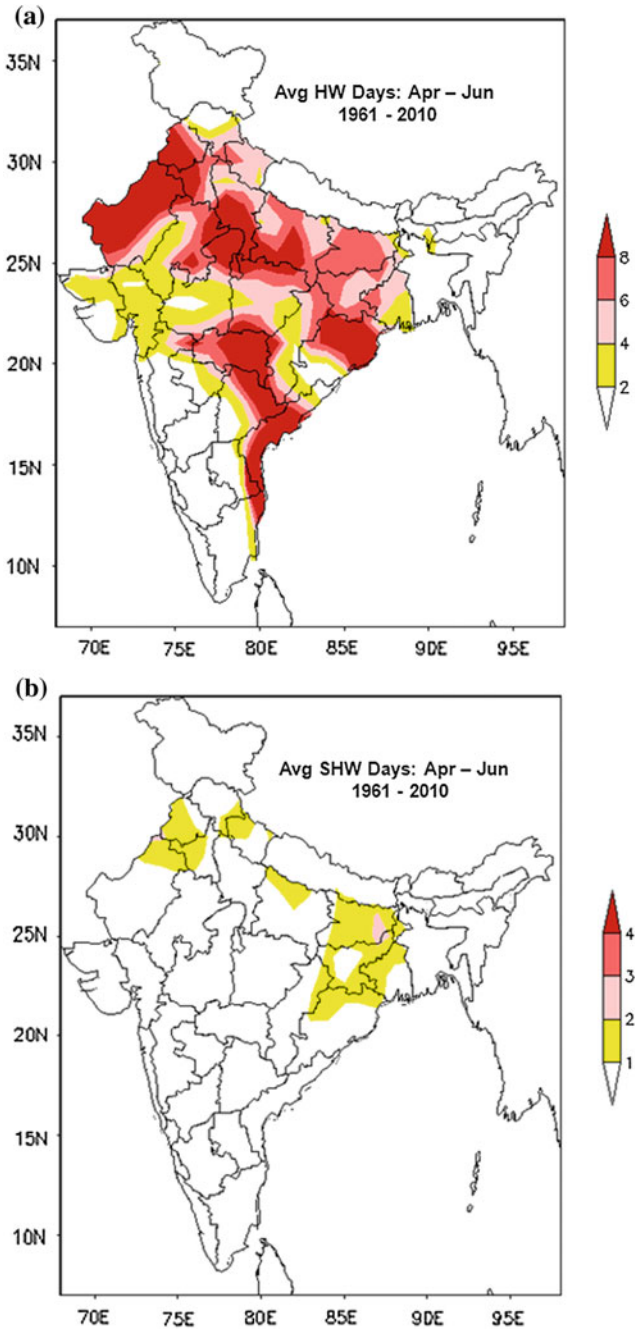 (a)
35N
Avg HW Days: Apr – Jun
1961 - 2010
30N
25N
20N
15N
10N
8
6
4
2
70E 75E 80E 85E 90E 95E
(b)
35N
Avg SHW Days: Apr – Jun
1961 - 2010
30N
25N
20N
15N
10N
4
3
2
1
70E 75E 80E 85E 90E 95E